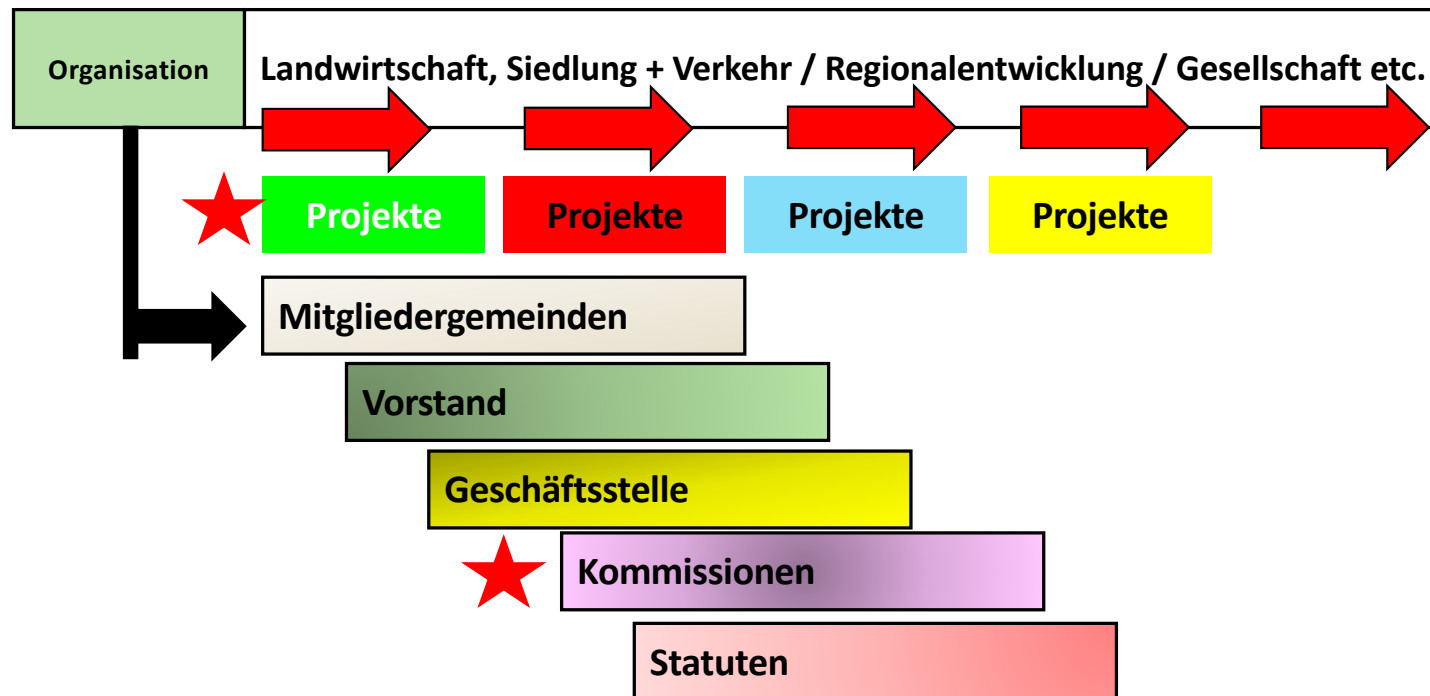 Organisation
Landwirtschaft, Siedlung + Verkehr / Regionalentwicklung / Gesellschaft etc.
Projekte
Projekte
Projekte
Projekte
Mitgliedergemeinden
Vorstand
Geschäftsstelle
Kommissionen
Statuten